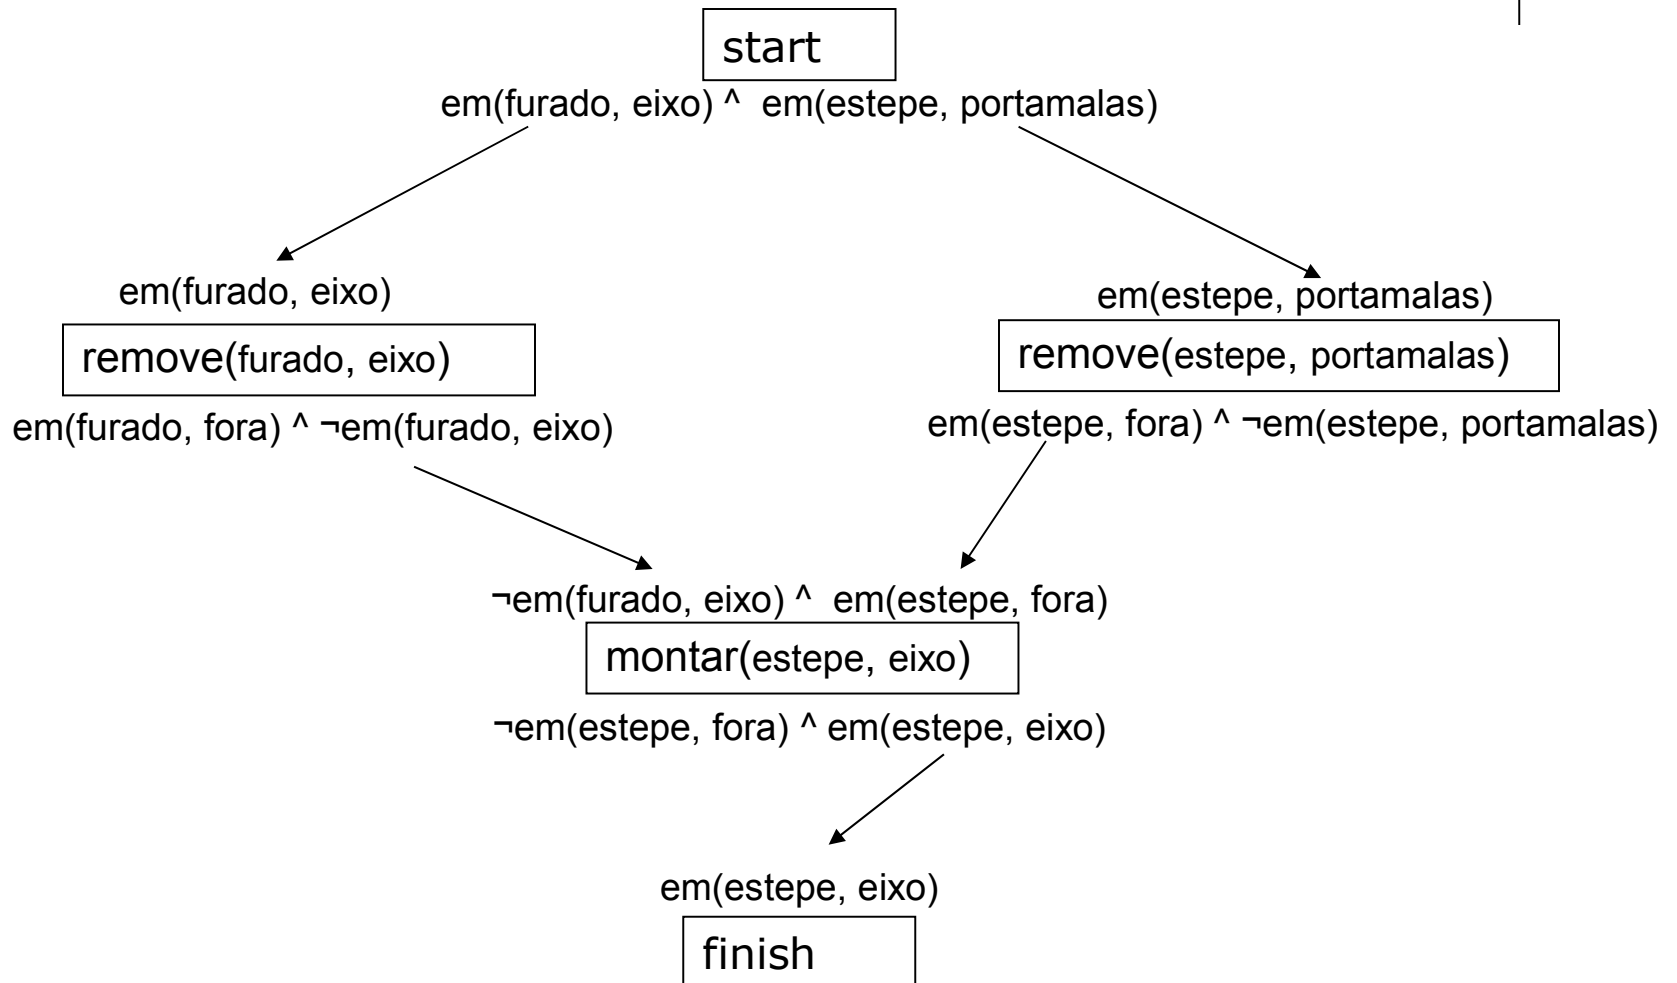 start
em(furado, eixo) ^ em(estepe, portamalas)
em(furado, eixo)
remove(furado, eixo)
em(furado, fora) ^ ¬em(furado, eixo)
em(estepe, portamalas)
remove(estepe, portamalas)
em(estepe, fora) ^ ¬em(estepe, portamalas)
¬em(furado, eixo) ^ em(estepe, fora)
montar(estepe, eixo)
¬em(estepe, fora) ^ em(estepe, eixo)
em(estepe, eixo)
finish